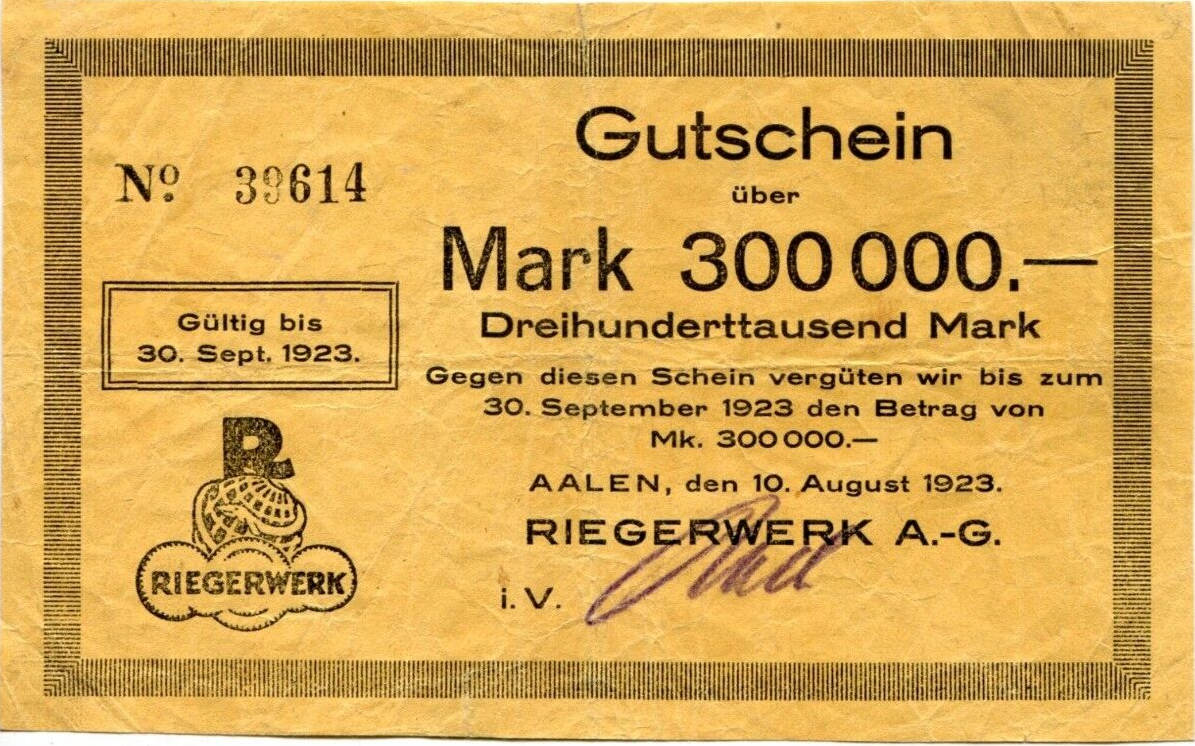 Gutschein
über
Mark 300 000.—
Dreihunderttausend Mark
Gegen diesen Schein vergüten wir bis zum
30. September 1923 den Betrag von
Mk. 300 000.—
AALEN, den 10. August 1923.
RIEGERWERK A.-G.
i. V.
No. 39614
Gültig bis
30. Sept. 1923.
R
RIEGERWERK